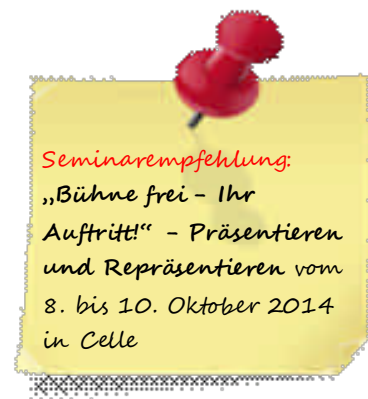 Seminarempfehlung:
„Bühne frei – Ihr
Auftritt!“ – Präsentieren
und Repräsentieren vom
8. bis 10. Oktober 2014
in Celle